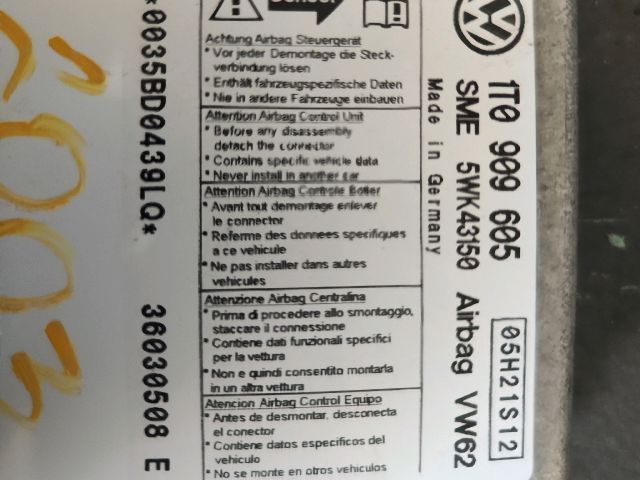 Achtung Airbag Steuergerät
* Vor jeder Demontage die Steck-
verbindung lösen
* Enthält fahrzeugspezifische Daten
* Nie in andere Fahrzeuge einbauen
Attention Airbag Control Unit
* Before any disassembly
detach the connector
* Contains specific vehicle data
* Never install in another car
Attention Airbag Controle Boîtier
* Avant tout demontage enlever
le connector
* Referme des donnees specifiques
a ce vehicule
* Ne pas installer dans autres
vehicules
Attenzione Airbag Centralina
* Prima di procedere allo smontaggio,
staccare il connessione
* Contiene dati funzionali specifici
per la vettura
* Non e quindi consentito montarla
in un altra vettura
Atencion Airbag Control Equipo
* Antes de desmontar, desconecta
el conector
* Contiene datos especificos del
vehiculo
* No se monte en otros vehiculos
VW
1T0 909 605
SME 5WK43150 Airbag VW62
Made in Germany
05H21S12
*0035BD0439LQ*
36030508 E
003